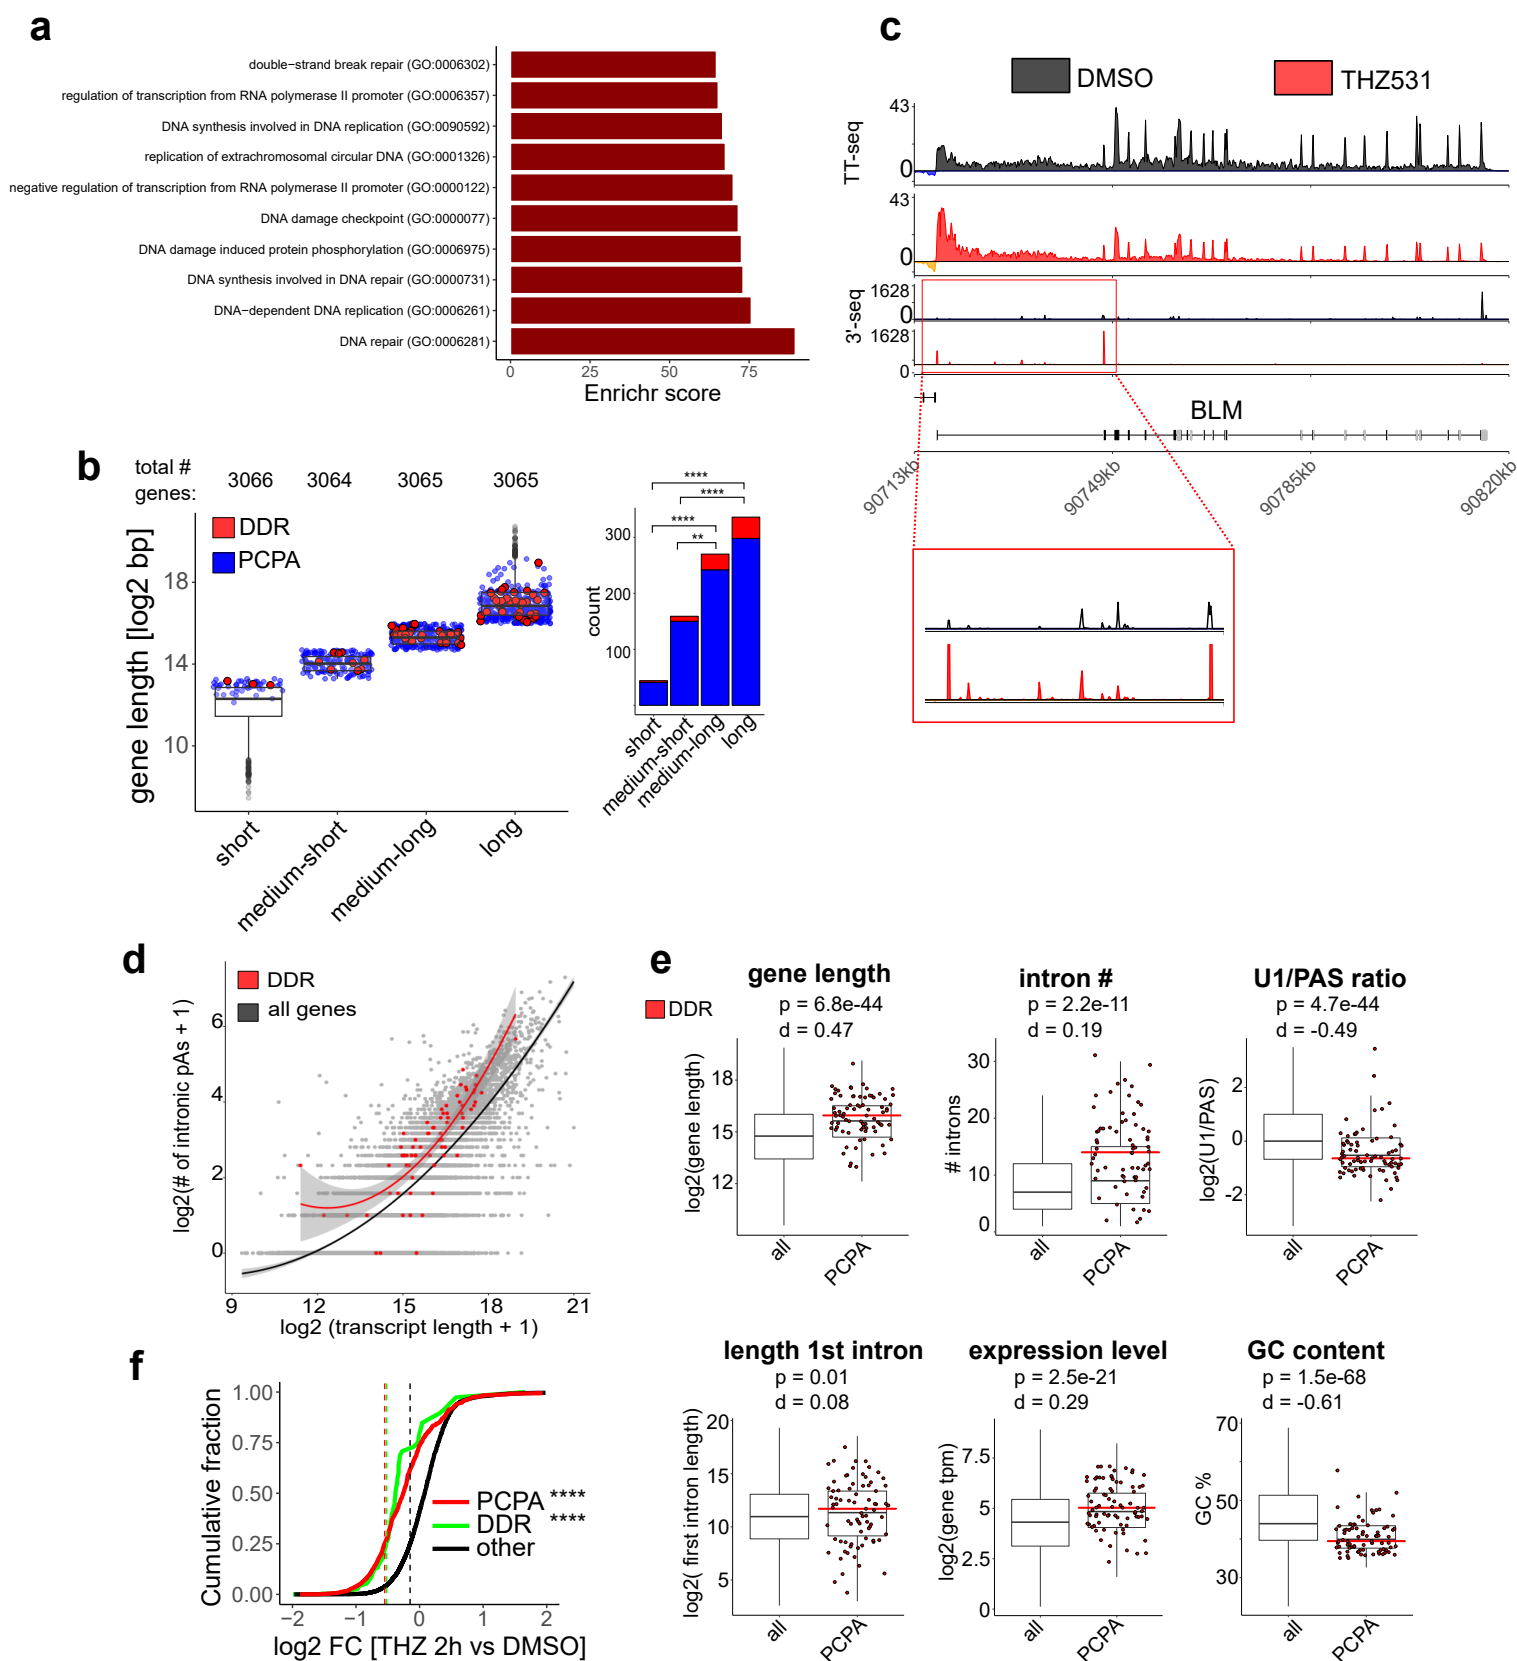 a
double−strand break repair (GO:0006302)
regulation of transcription from RNA polymerase II promoter (GO:0006357)
DNA synthesis involved in DNA replication (GO:0090592)
replication of extrachromosomal circular DNA (GO:0001326)
negative regulation of transcription from RNA polymerase II promoter (GO:0000122)
DNA damage checkpoint (GO:0000077)
DNA damage induced protein phosphorylation (GO:0006975)
DNA synthesis involved in DNA repair (GO:0000731)
DNA−dependent DNA replication (GO:0006261)
DNA repair (GO:0006281)
0 25 50 75
Enrichr score
c
DMSO THZ531
TT-seq
43
0
43
0
3'-seq
1628
0
1628
0
BLM
90713kb 90749kb 90785kb 90820kb
b
total #
genes:
3066 3064 3065 3065
DDR
PCPA
gene length [log2 bp]
18
14
10
short medium-short medium-long long
****
****
****
**
count
300
200
100
short medium-short medium-long long
d
DDR
all genes
log2(# of intronic pAs + 1)
6
4
2
0
9 12 15 18 21
log2 (transcript length + 1)
e
DDR
gene length
p = 6.8e-44
d = 0.47
log2(gene length)
18
15
12
all PCPA
intron #
p = 2.2e-11
d = 0.19
# introns
30
20
10
0
all PCPA
U1/PAS ratio
p = 4.7e-44
d = -0.49
log2(U1/PAS)
2
0
-2
all PCPA
length 1st intron
p = 0.01
d = 0.08
log2( first intron length)
20
15
10
5
all PCPA
expression level
p = 2.5e-21
d = 0.29
log2(gene tpm)
7.5
5
2.5
0
all PCPA
GC content
p = 1.5e-68
d = -0.61
GC %
70
50
30
all PCPA
f
Cumulative fraction
1.00
0.75
0.50
0.25
0.00
PCPA ****
DDR ****
other
−2 −1 0 1 2
log2 FC [THZ 2h vs DMSO]